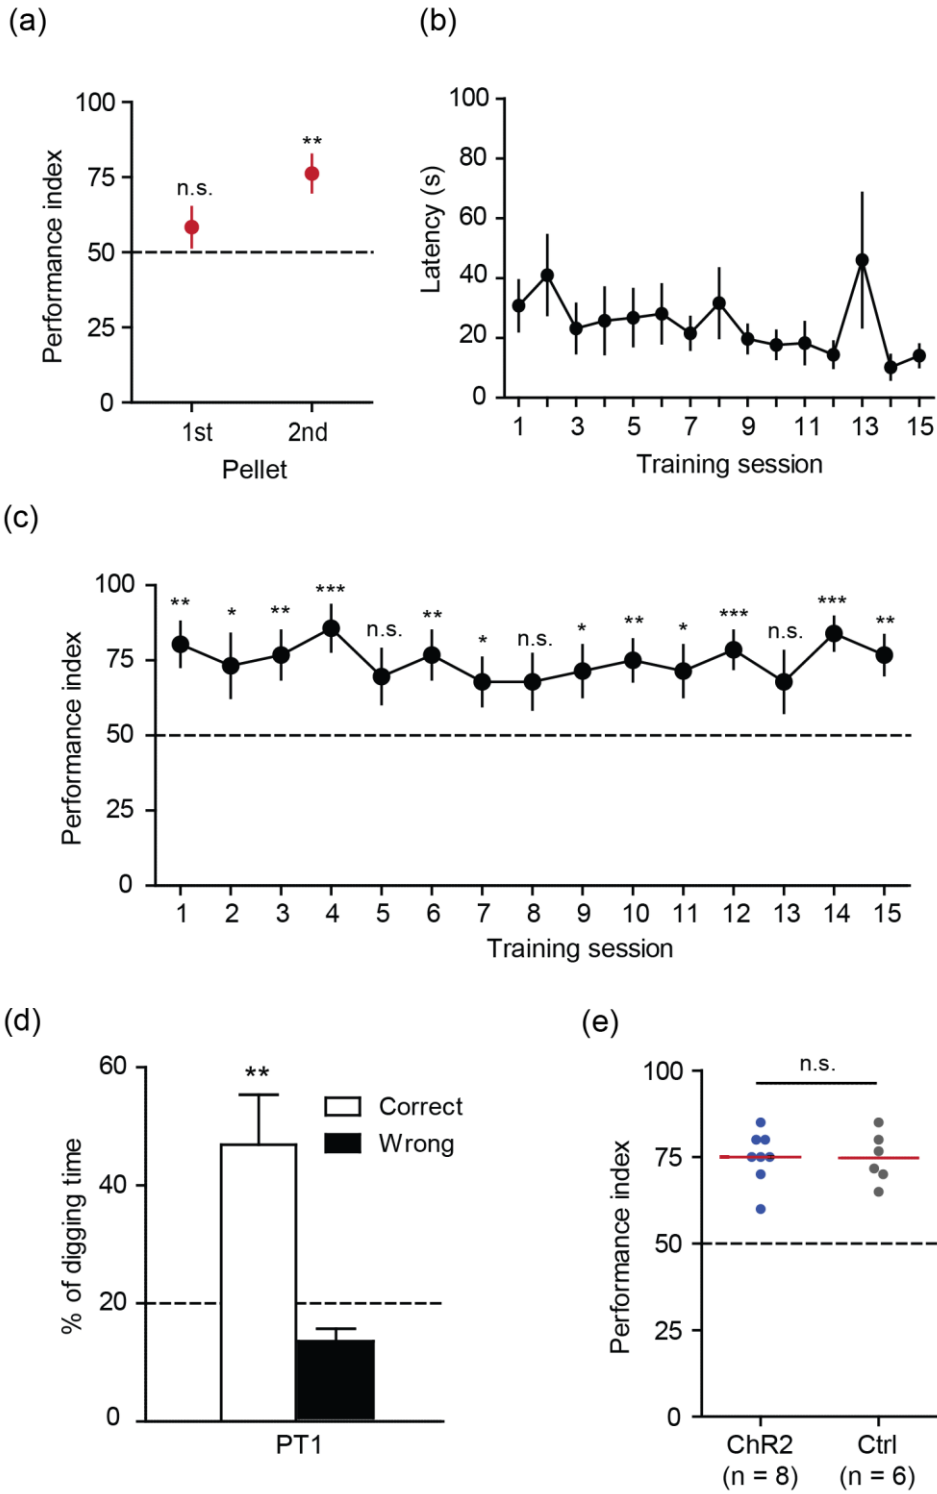 (a)
100
75
50
25
0
Performance index
n.s.
**
1st
2nd
Pellet
(b)
100
80
60
40
20
0
Latency (s)
1
3
5
7
9
11
13
15
Training session
(c)
100
75
50
25
0
Performance index
**
*
**
***
n.s.
**
*
n.s.
*
**
*
***
n.s.
***
**
1
2
3
4
5
6
7
8
9
10
11
12
13
14
15
Training session
(d)
60
40
20
0
% of digging time
**
Correct
Wrong
PT1
(e)
100
75
50
25
0
Performance index
n.s.
ChR2
(n = 8)
Ctrl
(n = 6)